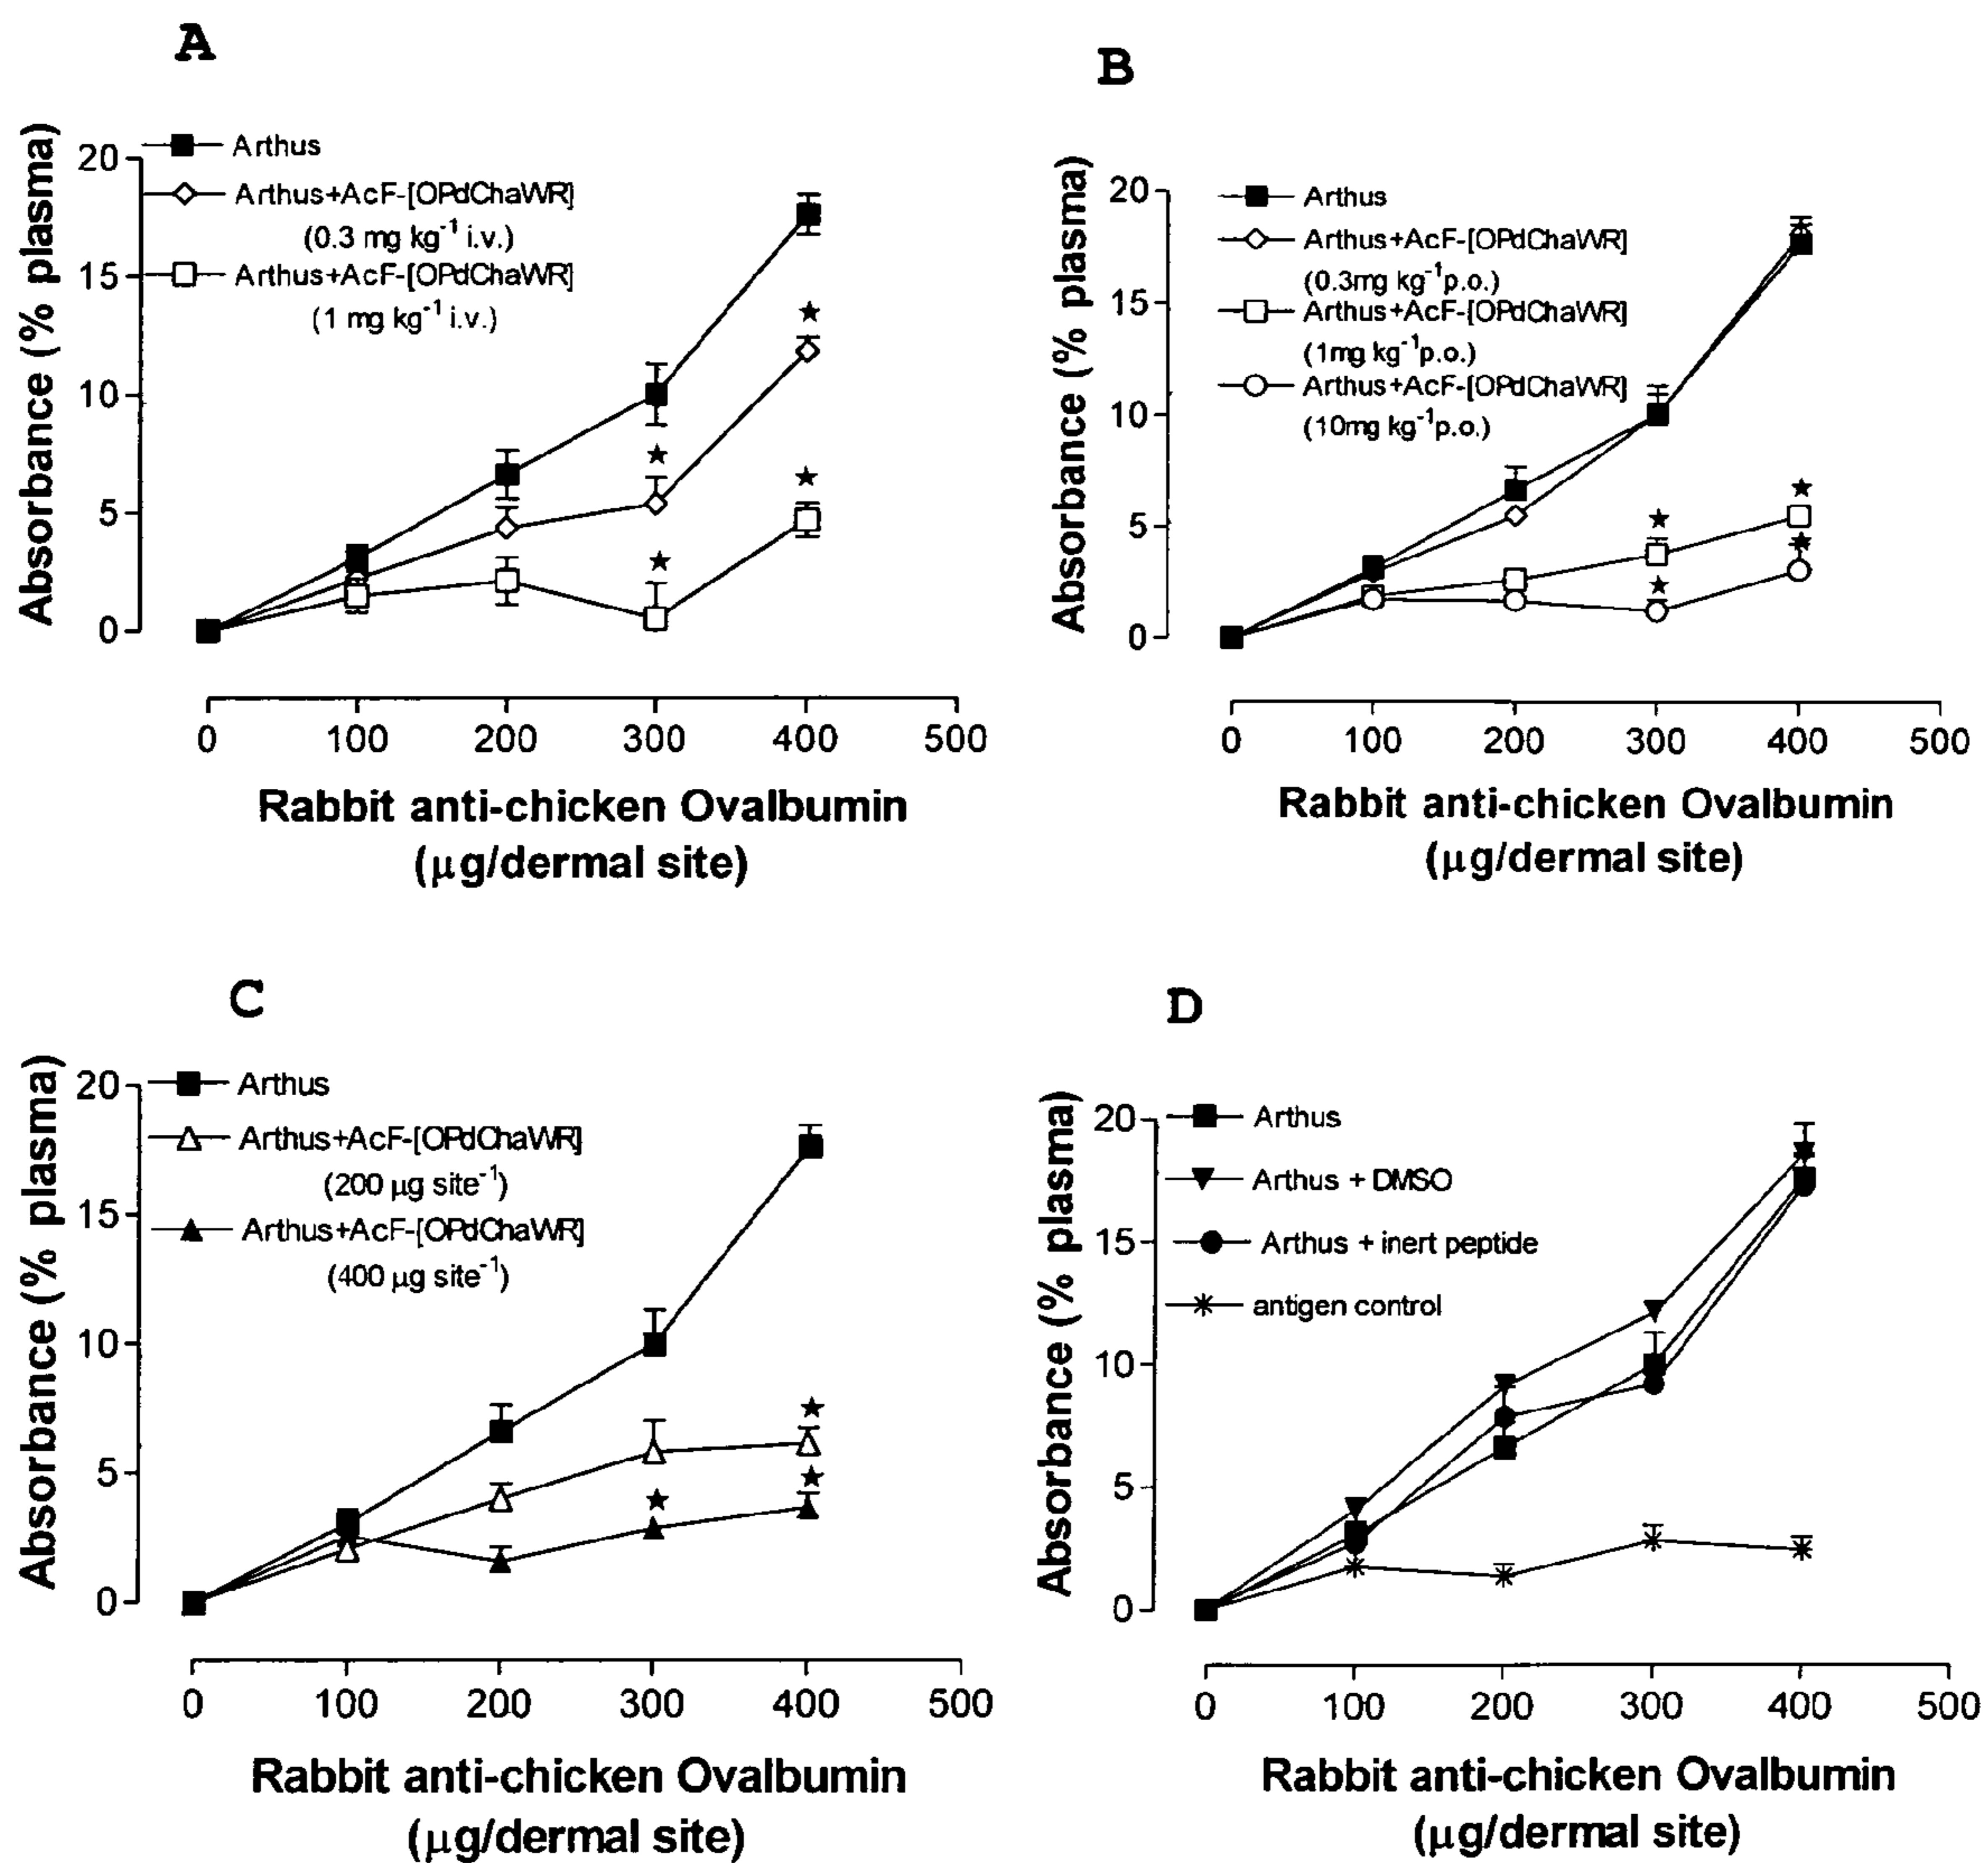 A
Absorbance (% plasma)
20
15
10
5
0
Arthus
Arthus+AcF-[OPdChaWR]
(0.3 mg kg⁻¹ i.v.)
Arthus+AcF-[OPdChaWR]
(1 mg kg⁻¹ i.v.)
0 100 200 300 400 500
Rabbit anti-chicken Ovalbumin
(μg/dermal site)
B
Absorbance (% plasma)
20
15
10
5
0
Arthus
Arthus+AcF-[OPdChaWR]
(0.3mg kg⁻¹p.o.)
Arthus+AcF-[OPdChaWR]
(1mg kg⁻¹p.o.)
Arthus+AcF-[OPdChaWR]
(10mg kg⁻¹p.o.)
0 100 200 300 400 500
Rabbit anti-chicken Ovalbumin
(μg/dermal site)
C
Absorbance (% plasma)
20
15
10
5
0
Arthus
Arthus+AcF-[OPdChaWR]
(200 μg site⁻¹)
Arthus+AcF-[OPdChaWR]
(400 μg site⁻¹)
0 100 200 300 400 500
Rabbit anti-chicken Ovalbumin
(μg/dermal site)
D
Absorbance (% plasma)
20
15
10
5
0
Arthus
Arthus + DMSO
Arthus + inert peptide
antigen control
0 100 200 300 400 500
Rabbit anti-chicken Ovalbumin
(μg/dermal site)